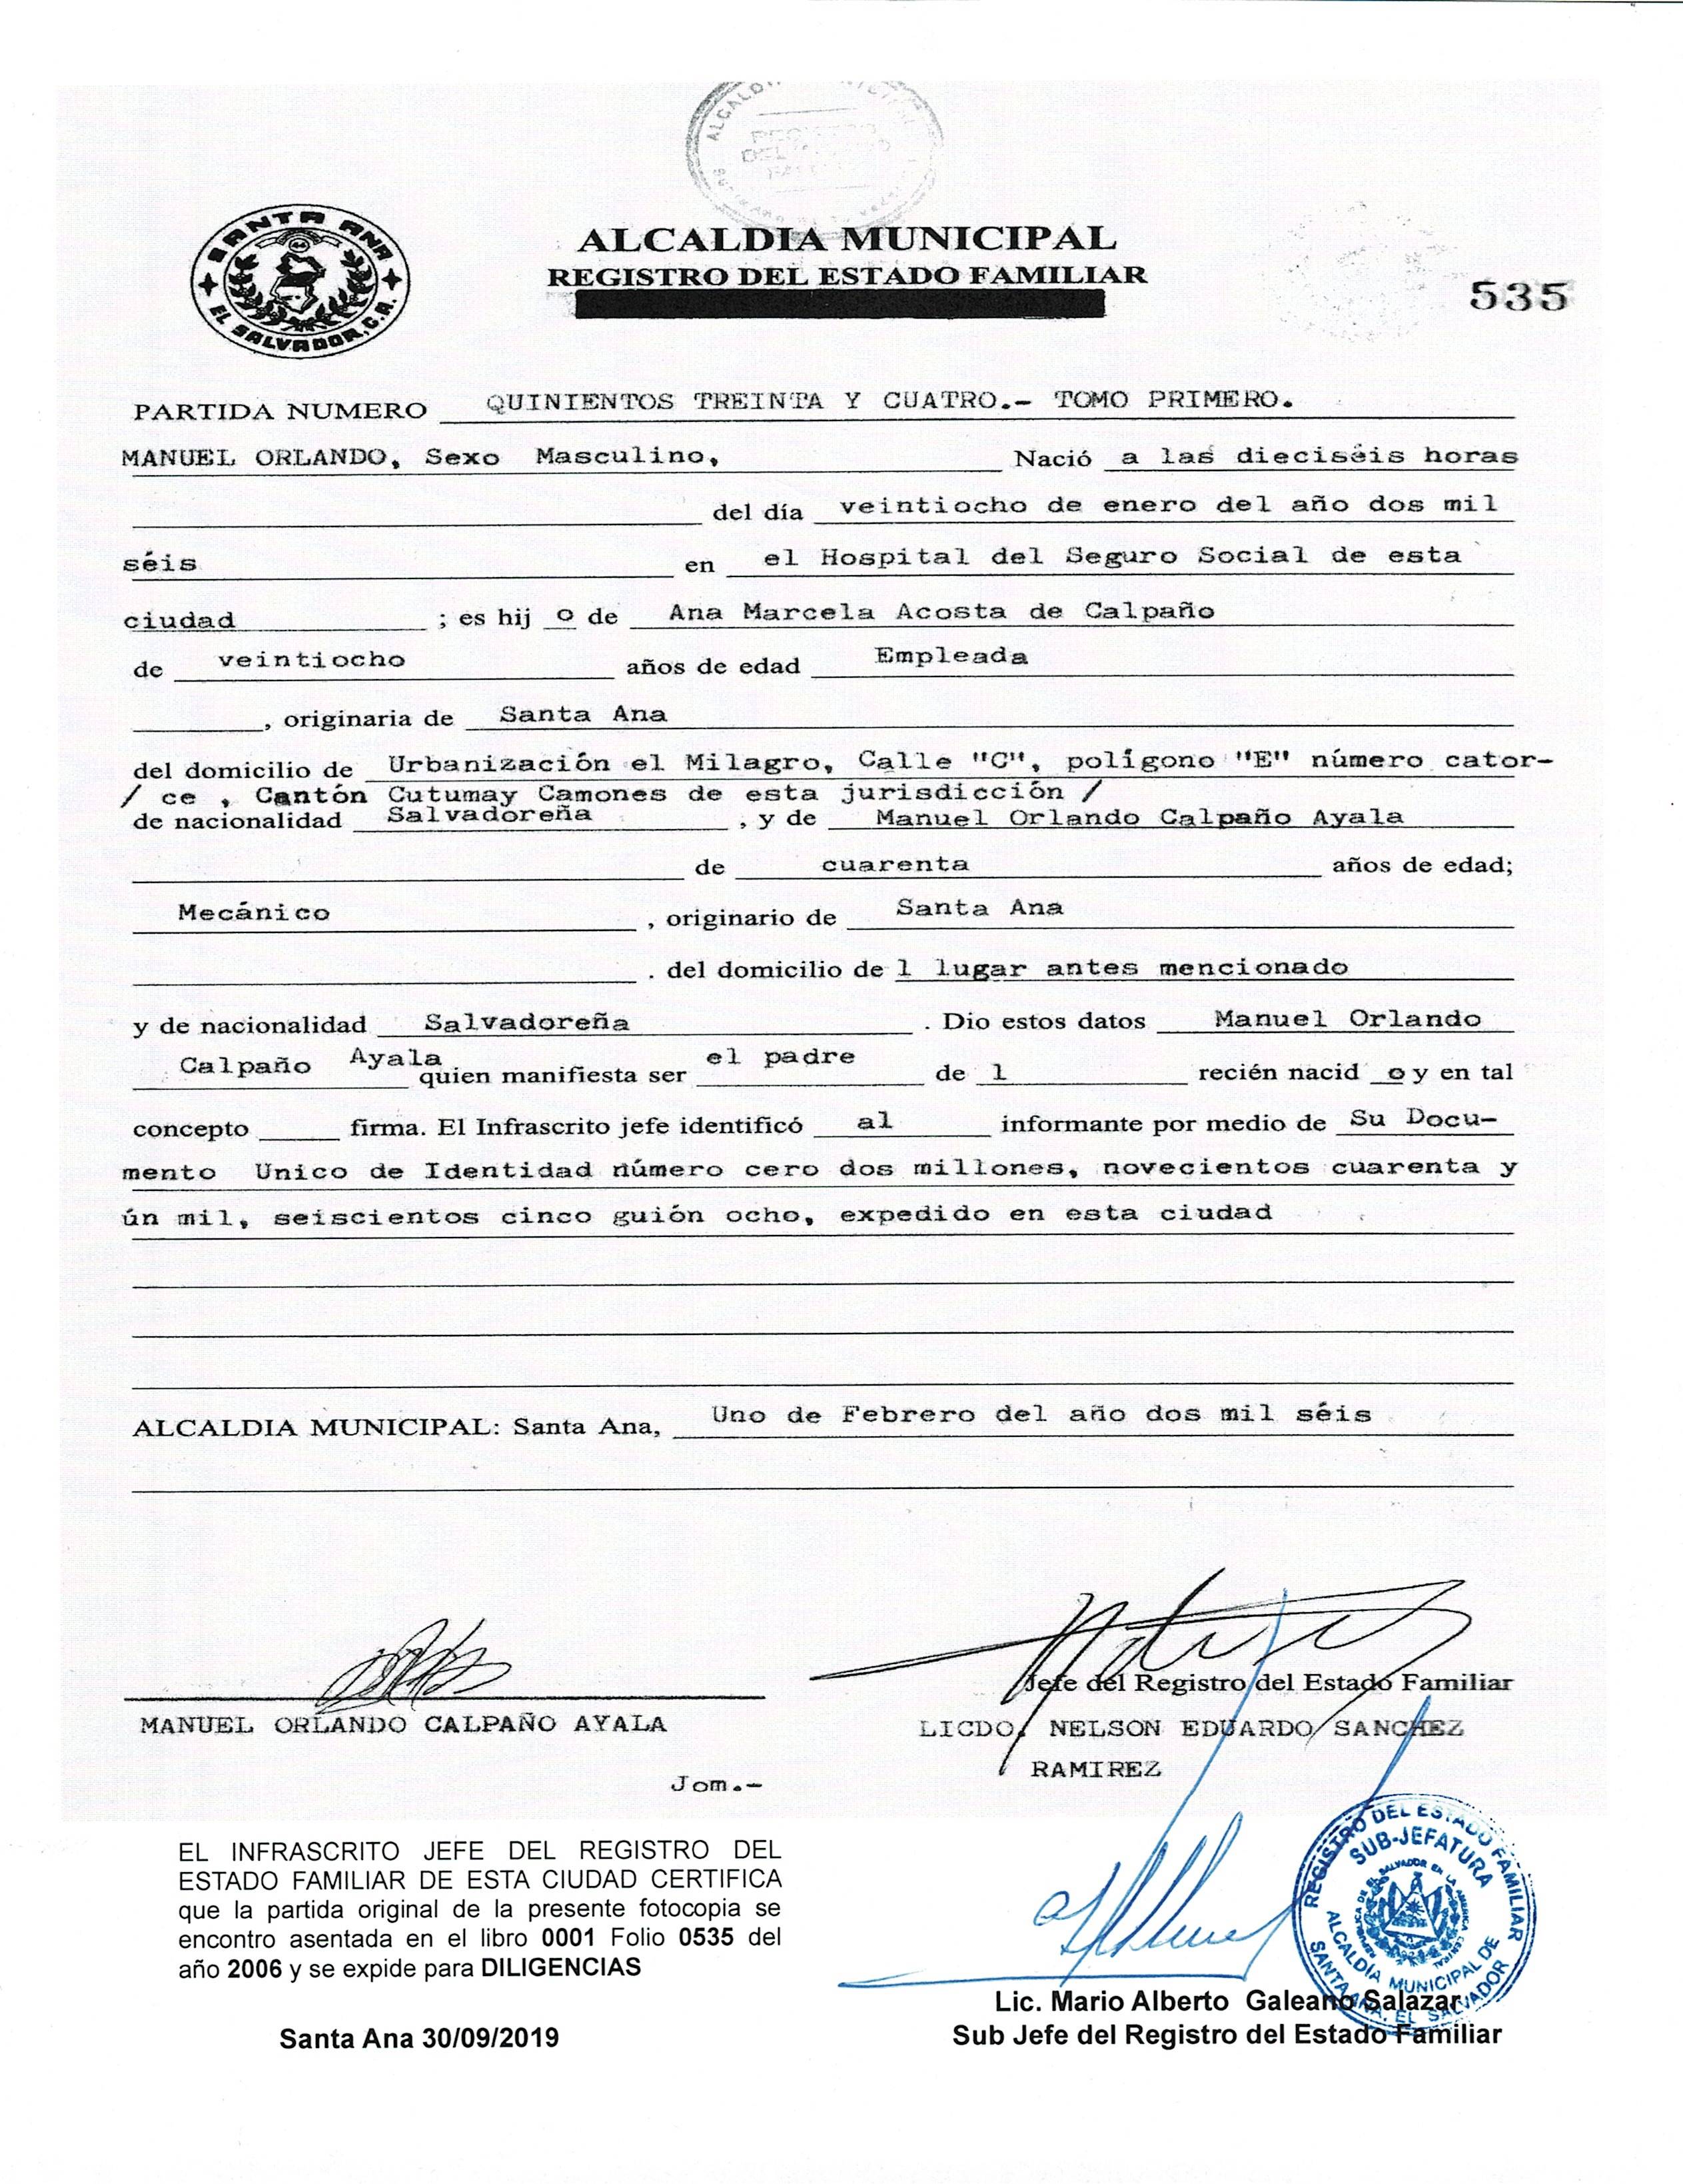 SANTA ANA
EL SALVADOR, C.A.
ALCALDIA MUNICIPAL
REGISTRO DEL ESTADO FAMILIAR
535
PARTIDA NUMERO QUINIENTOS TREINTA Y CUATRO.- TOMO PRIMERO.
MANUEL ORLANDO, Sexo Masculino, Nació a las dieciséis horas
del día veintiocho de enero del año dos mil
séis en el Hospital del Seguro Social de esta
ciudad ; es hij o de Ana Marcela Acosta de Calpaño
de veintiocho años de edad Empleada
, originaria de Santa Ana
del domicilio de Urbanización el Milagro, Calle "C", polígono "E" número cator-
/ ce , Cantón Cutumay Camones de esta jurisdicción /
de nacionalidad Salvadoreña , y de Manuel Orlando Calpaño Ayala
de cuarenta años de edad;
Mecánico , originario de Santa Ana
. del domicilio de l lugar antes mencionado
y de nacionalidad Salvadoreña . Dio estos datos Manuel Orlando
Calpaño Ayala quien manifiesta ser el padre de l recién nacid o y en tal
concepto firma. El Infrascrito jefe identificó al informante por medio de Su Docu-
mento Unico de Identidad número cero dos millones, novecientos cuarenta y
ún mil, seiscientos cinco guión ocho, expedido en esta ciudad
ALCALDIA MUNICIPAL: Santa Ana, Uno de Febrero del año dos mil séis
Jefe del Registro del Estado Familiar
MANUEL ORLANDO CALPAÑO AYALA
LICDO. NELSON EDUARDO SANCHEZ
RAMIREZ
Jom.-
EL INFRASCRITO JEFE DEL REGISTRO DEL
ESTADO FAMILIAR DE ESTA CIUDAD CERTIFICA
que la partida original de la presente fotocopia se
encontro asentada en el libro 0001 Folio 0535 del
año 2006 y se expide para DILIGENCIAS
Santa Ana 30/09/2019
REGISTRO DEL ESTADO FAMILIAR
SUB-JEFATURA
ALCALDÍA MUNICIPAL DE
SANTA ANA, EL SALVADOR
Lic. Mario Alberto Galeano Salazar
Sub Jefe del Registro del Estado Familiar